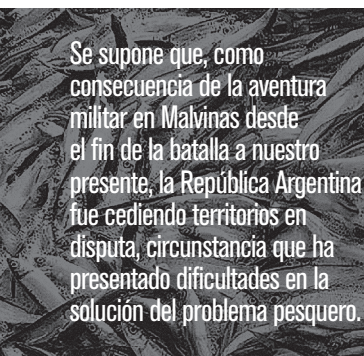 Se supone que, como
consecuencia de la aventura
militar en Malvinas desde
el fin de la batalla a nuestro
presente, la República Argentina
fue cediendo territorios en
disputa, circunstancia que ha
presentado dificultades en la
solución del problema pesquero.